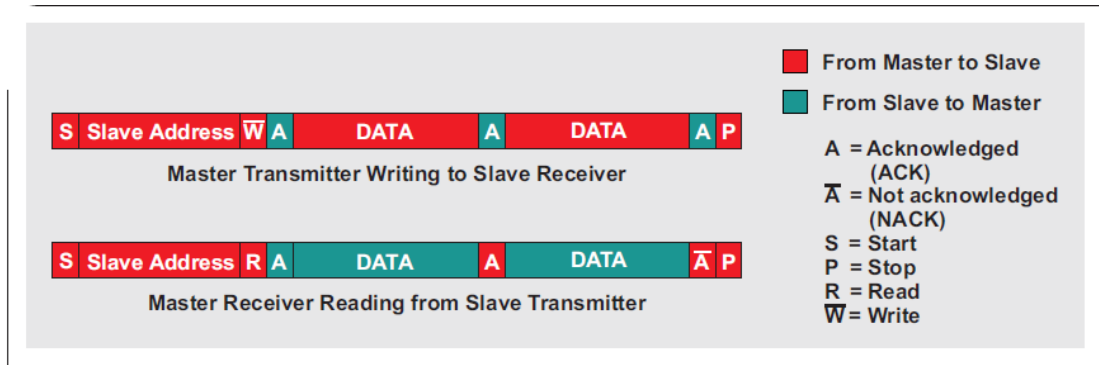 From Master to Slave
From Slave to Master
S Slave Address W̅ A DATA A DATA A P
Master Transmitter Writing to Slave Receiver
S Slave Address R A DATA A DATA A̅ P
Master Receiver Reading from Slave Transmitter
A = Acknowledged
(ACK)
A̅ = Not acknowledged
(NACK)
S = Start
P = Stop
R = Read
W̅ = Write